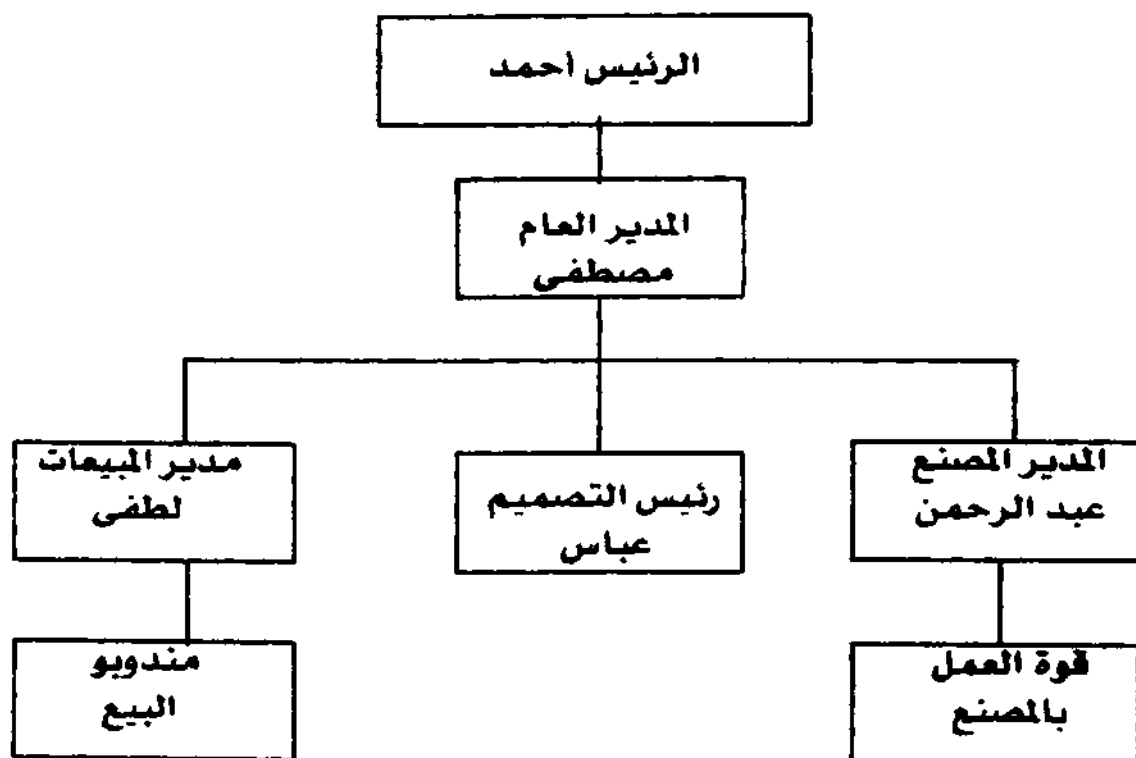 الرئيس أحمد
المدير العام
مصطفى
المدير المصنع
عبد الرحمن
رئيس التصميم
عباس
مدير المبيعات
لطفى
قوة العمل
بالمصنع
مندوبو
البيع